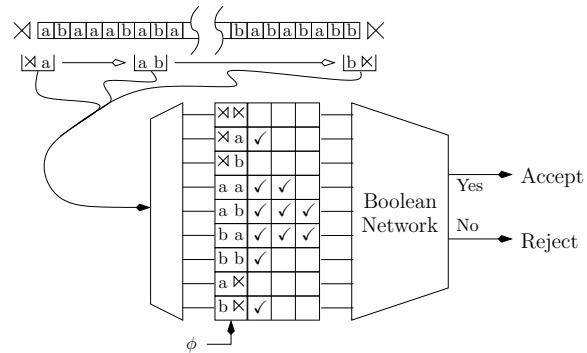 ⋊ a b a a a b a b a b a b a b a b b ⋉
⋊ a a b b ⋉
⋊ ⋉
⋊ a ✓
⋊ b
a a ✓ ✓
a b ✓ ✓ ✓
b a ✓ ✓ ✓
b b ✓
a ⋉
b ⋉ ✓
ϕ
Boolean
Network
Yes
Accept
No
Reject